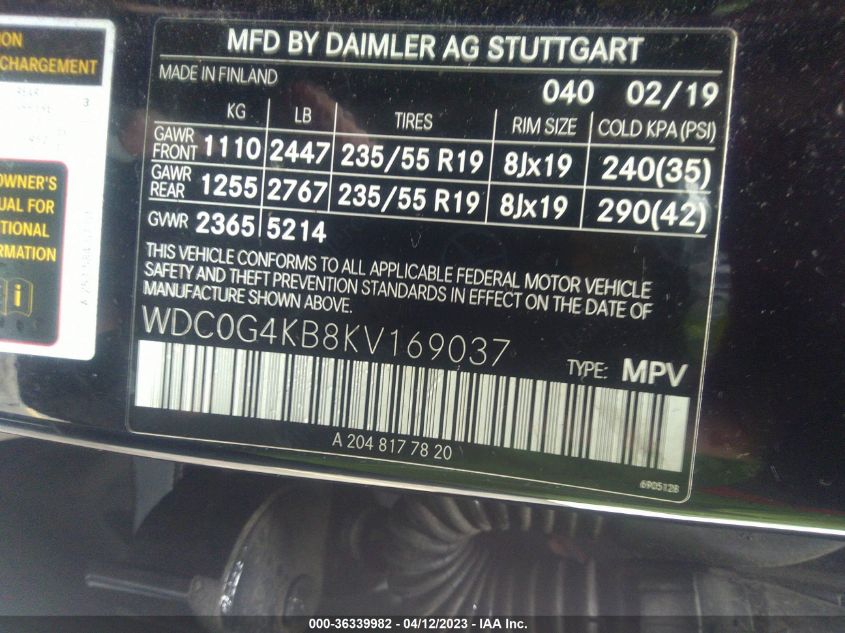 ION
CHARGEMENT
3
OWNER'S
UAL FOR
TIONAL
ORMATION
i
MFD BY DAIMLER AG STUTTGART
MADE IN FINLAND 040 02/19
KG LB TIRES RIM SIZE COLD KPA (PSI)
GAWR FRONT 1110 2447 235/55 R19 8Jx19 240(35)
GAWR REAR 1255 2767 235/55 R19 8Jx19 290(42)
GVWR 2365 5214
THIS VEHICLE CONFORMS TO ALL APPLICABLE FEDERAL MOTOR VEHICLE
SAFETY AND THEFT PREVENTION STANDARDS IN EFFECT ON THE DATE OF
MANUFACTURE SHOWN ABOVE.
WDC0G4KB8KV169037
TYPE: MPV
A 204 817 78 20
6905128
000-36339982 - 04/12/2023 - IAA Inc.